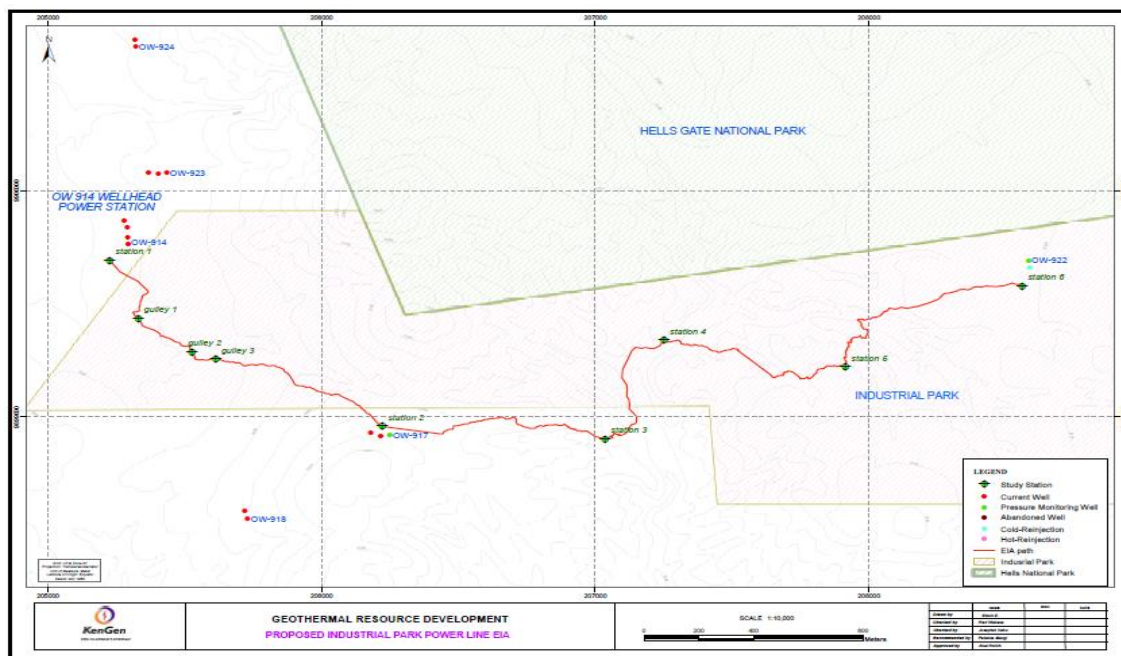 205000
206000
207000
208000
N
OW-924
HELLS GATE NATIONAL PARK
OW-923
OW 914 WELLHEAD
POWER STATION
OW-914
station 1
OW-922
station 6
gulley 1
gulley 2
gulley 3
station 4
station 6
INDUSTRIAL PARK
station 2
OW-917
station 3
OW-918
LEGEND
Study Station
Current Well
Pressure Monitoring Well
Abandoned Well
Cold-Reinjection
Hot-Reinjection
EIA path
Indusrial Park
Hells National Park
205000
206000
207000
208000
KenGen
GEOTHERMAL RESOURCE DEVELOPMENT
PROPOSED INDUSTRIAL PARK POWER LINE EIA
SCALE 1:10,000
0 200 400 800
Meters